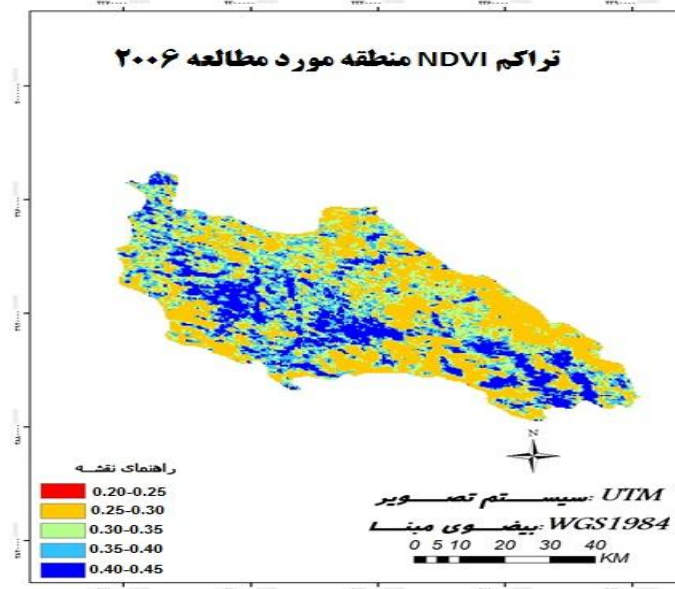 تراکم NDVI منطقه مورد مطالعه ۲۰۰۶
N
راهنمای نقشه
0.20-0.25
0.25-0.30
0.30-0.35
0.35-0.40
0.40-0.45
سیستم تصویر: UTM
بیضوی مبنا: WGS1984
0 5 10 20 30 40
KM